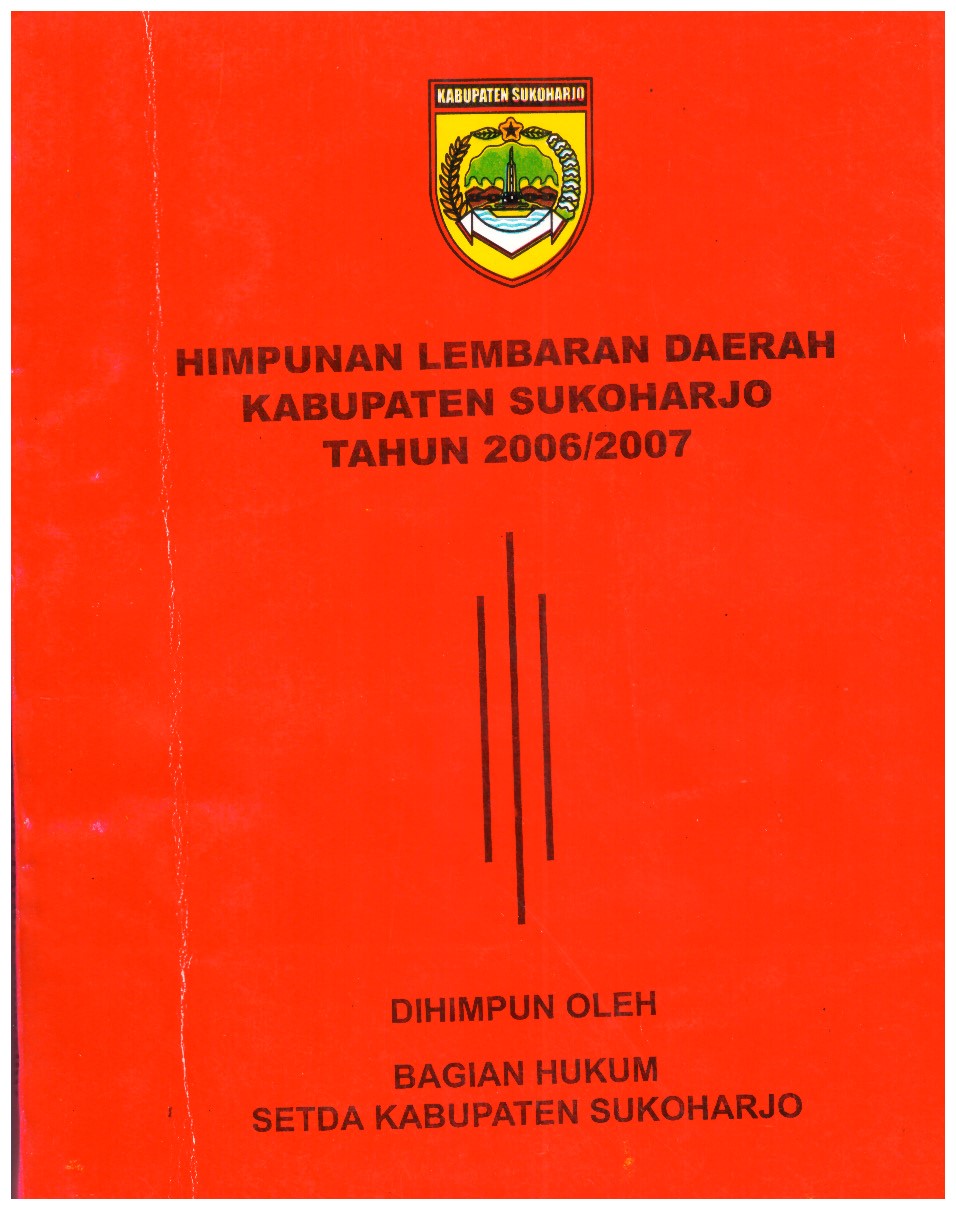 KABUPATEN SUKOHARJO
HIMPUNAN LEMBARAN DAERAH
KABUPATEN SUKOHARJO
TAHUN 2006/2007
DIHIMPUN OLEH
BAGIAN HUKUM
SETDA KABUPATEN SUKOHARJO